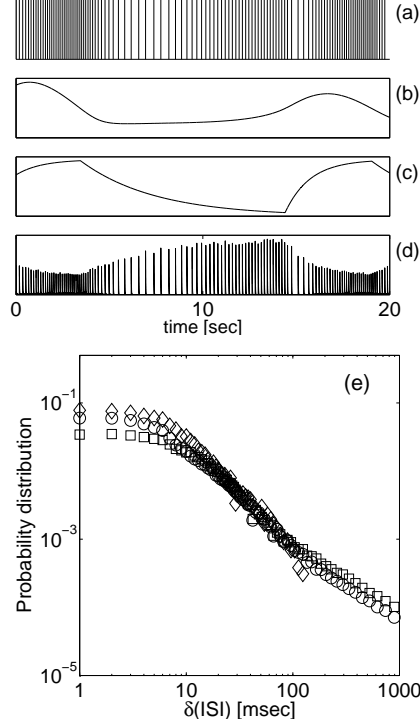 (a)
(b)
(c)
(d)
0 10 20
time [sec]
(e)
Probability distribution
10⁻¹
10⁻³
10⁻⁵
1 10 100 1000
δ(ISI) [msec]